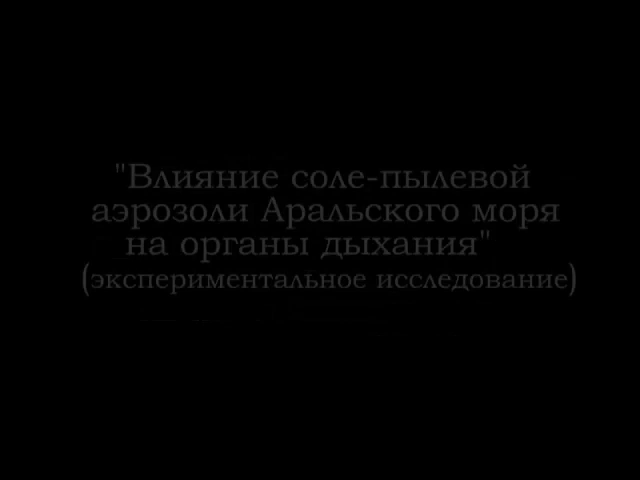 "Влияние соле-пылевой
аэрозоли Аральского моря
на органы дыхания"
(экспериментальное исследование)